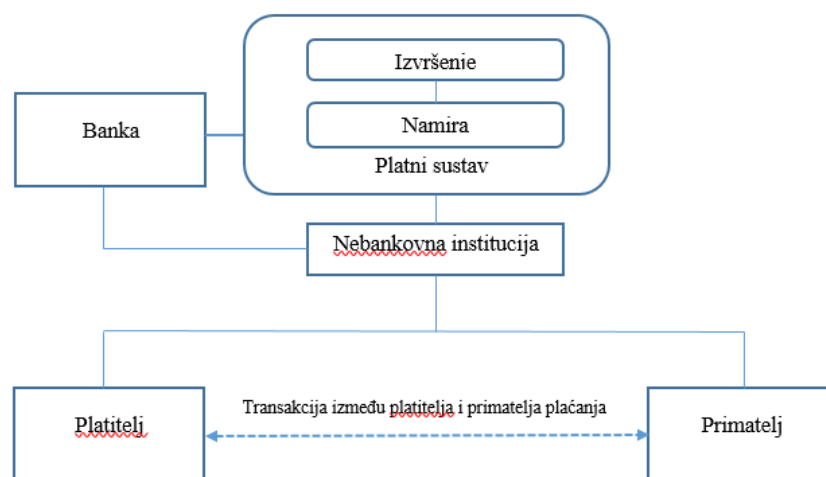 Izvršenie
Namira
Platni sustav
Banka
Nebankovna institucija
Transakcija između platitelja i primatelja plaćanja
Platitelj
Primatelj